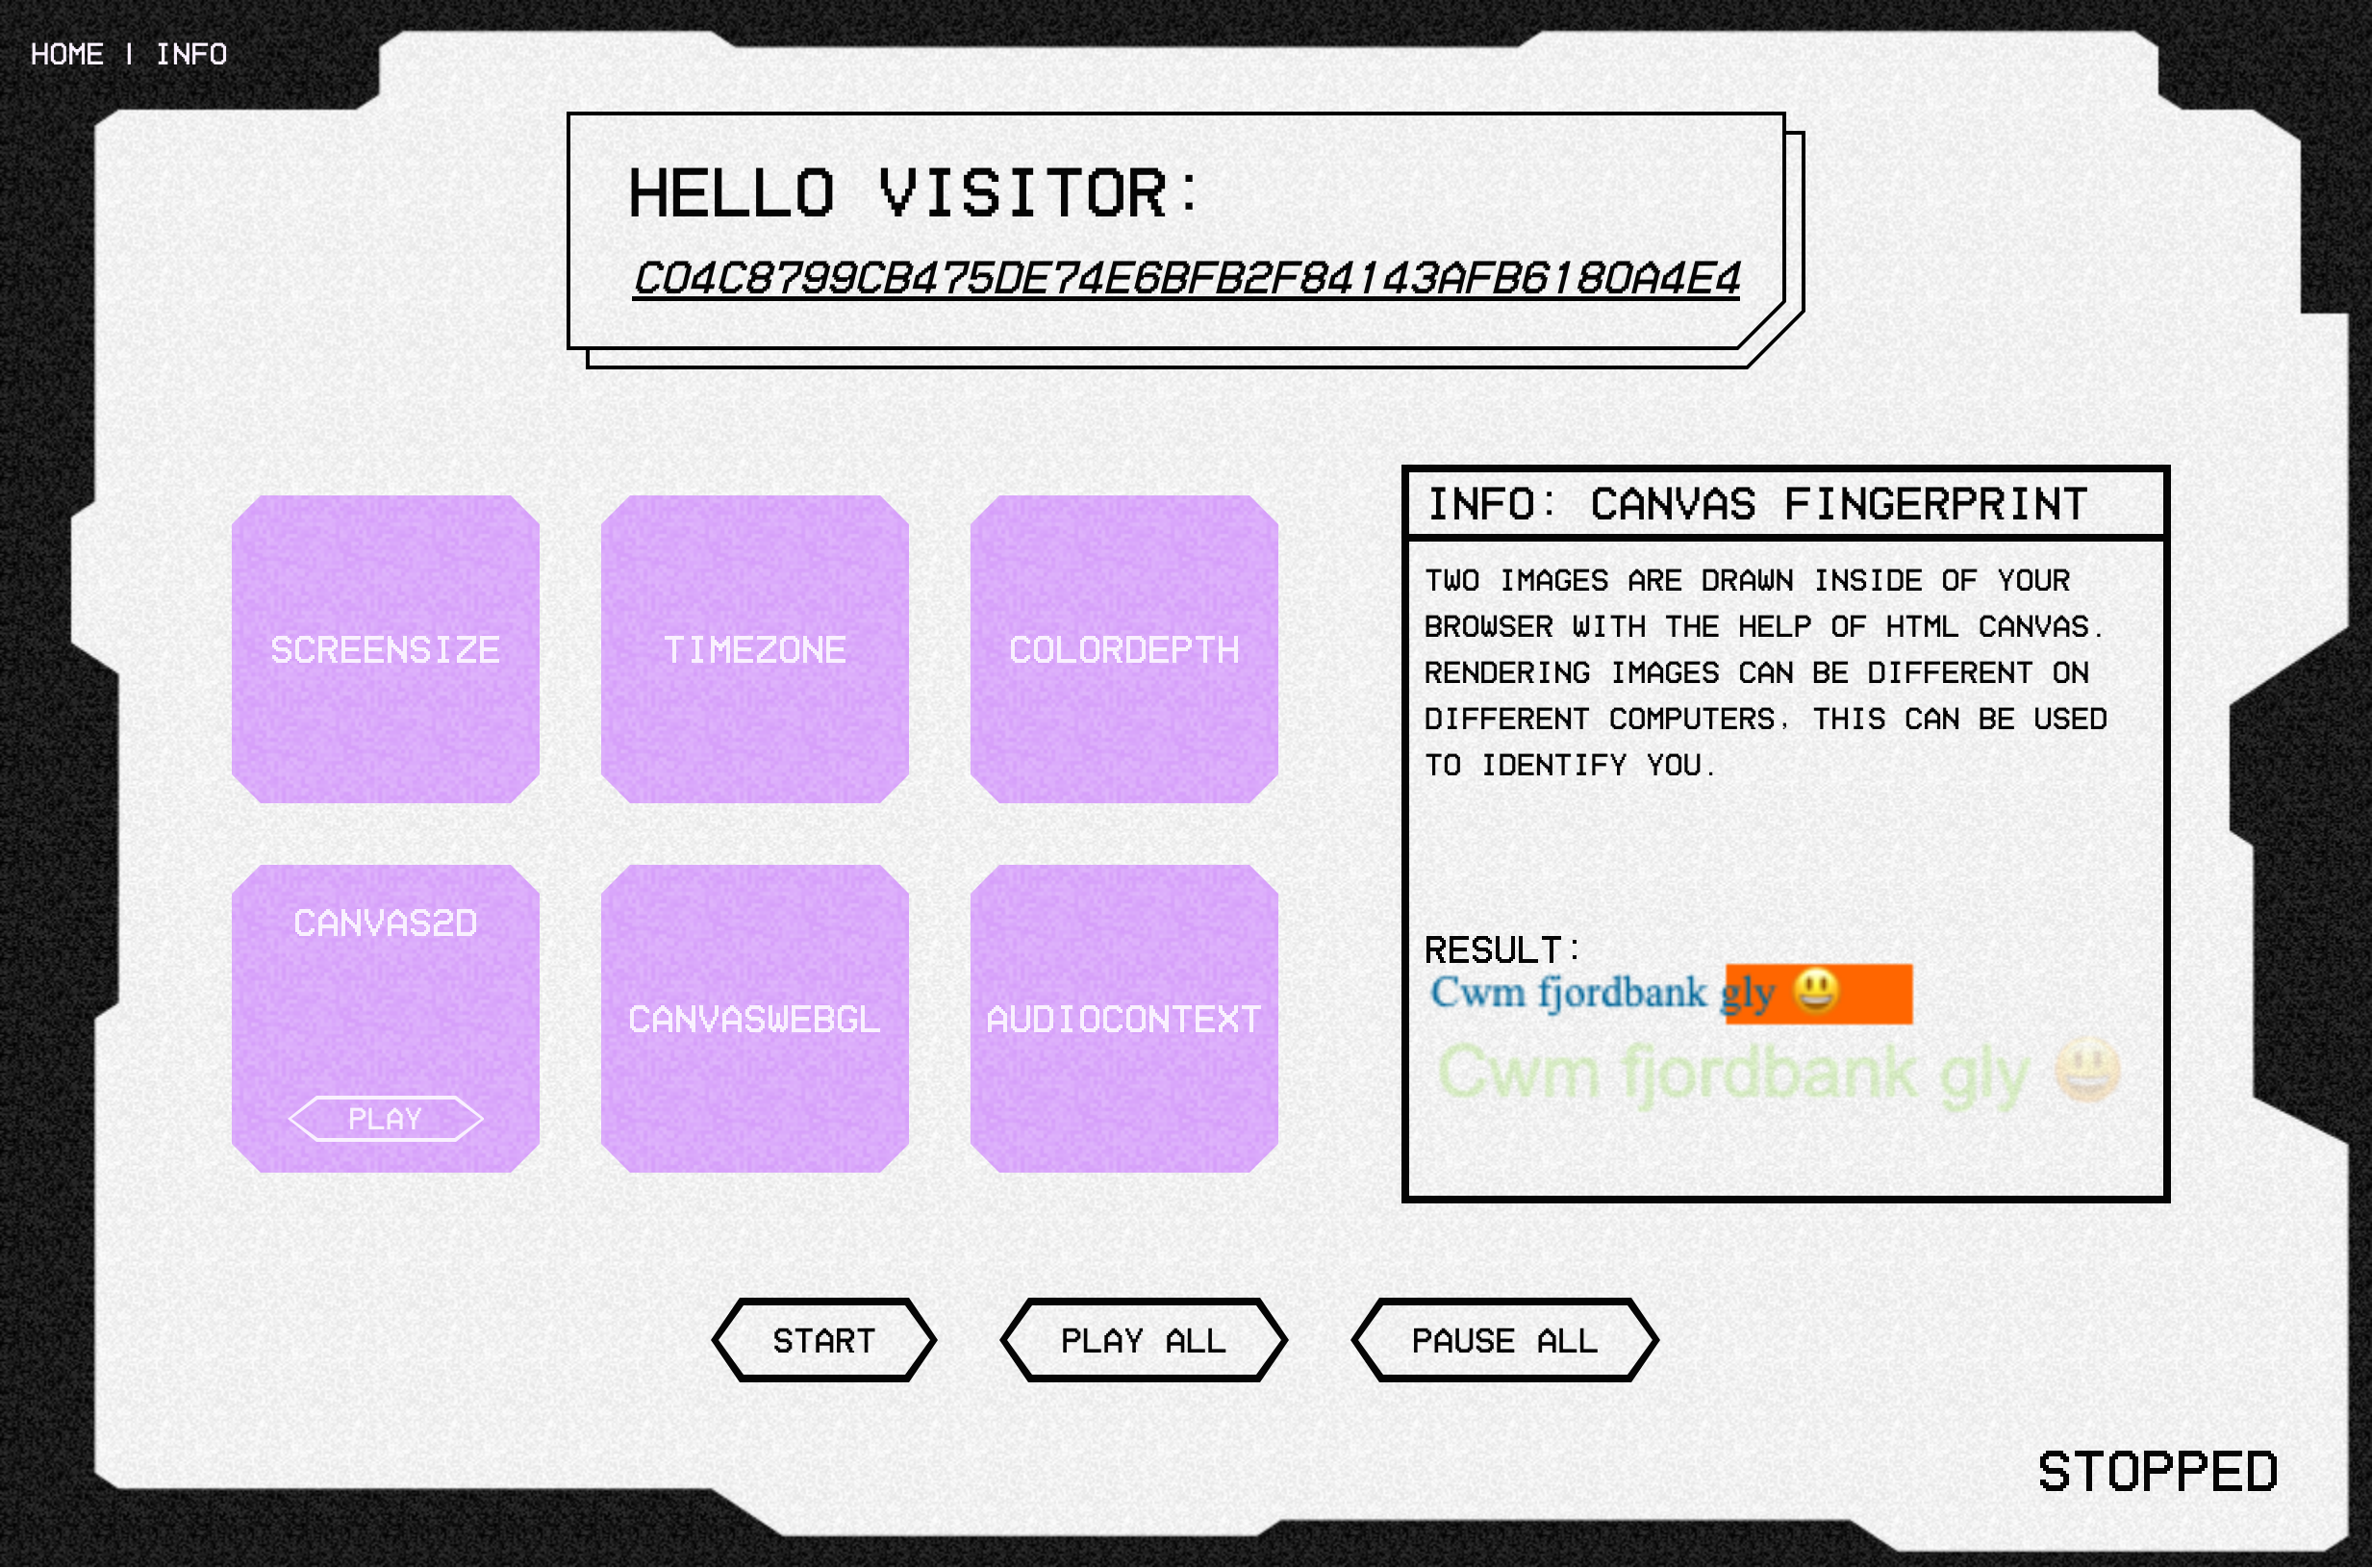 HOME | INFO
HELLO VISITOR:
C04C8799CB475DE74E6BFB2F84143AFB6180A4E4
SCREENSIZE
TIMEZONE
COLORDEPTH
CANVAS2D
PLAY
CANVASWEBGL
AUDIOCONTEXT
INFO: CANVAS FINGERPRINT
TWO IMAGES ARE DRAWN INSIDE OF YOUR
BROWSER WITH THE HELP OF HTML CANVAS.
RENDERING IMAGES CAN BE DIFFERENT ON
DIFFERENT COMPUTERS, THIS CAN BE USED
TO IDENTIFY YOU.
RESULT:
Cwm fjordbank gly 😃
Cwm fjordbank gly 😃
START
PLAY ALL
PAUSE ALL
STOPPED